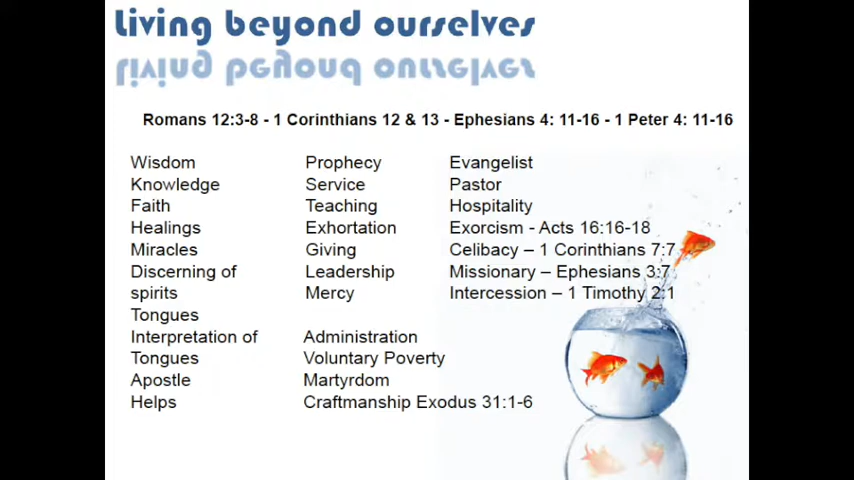 Living beyond ourselves
Romans 12:3-8 - 1 Corinthians 12 & 13 - Ephesians 4: 11-16 - 1 Peter 4: 11-16
Wisdom
Knowledge
Faith
Healings
Miracles
Discerning of
spirits
Tongues
Interpretation of
Tongues
Apostle
Helps
Prophecy
Service
Teaching
Exhortation
Giving
Leadership
Mercy
Administration
Voluntary Poverty
Martyrdom
Craftmanship Exodus 31:1-6
Evangelist
Pastor
Hospitality
Exorcism - Acts 16:16-18
Celibacy – 1 Corinthians 7:7
Missionary – Ephesians 3:7
Intercession – 1 Timothy 2:1